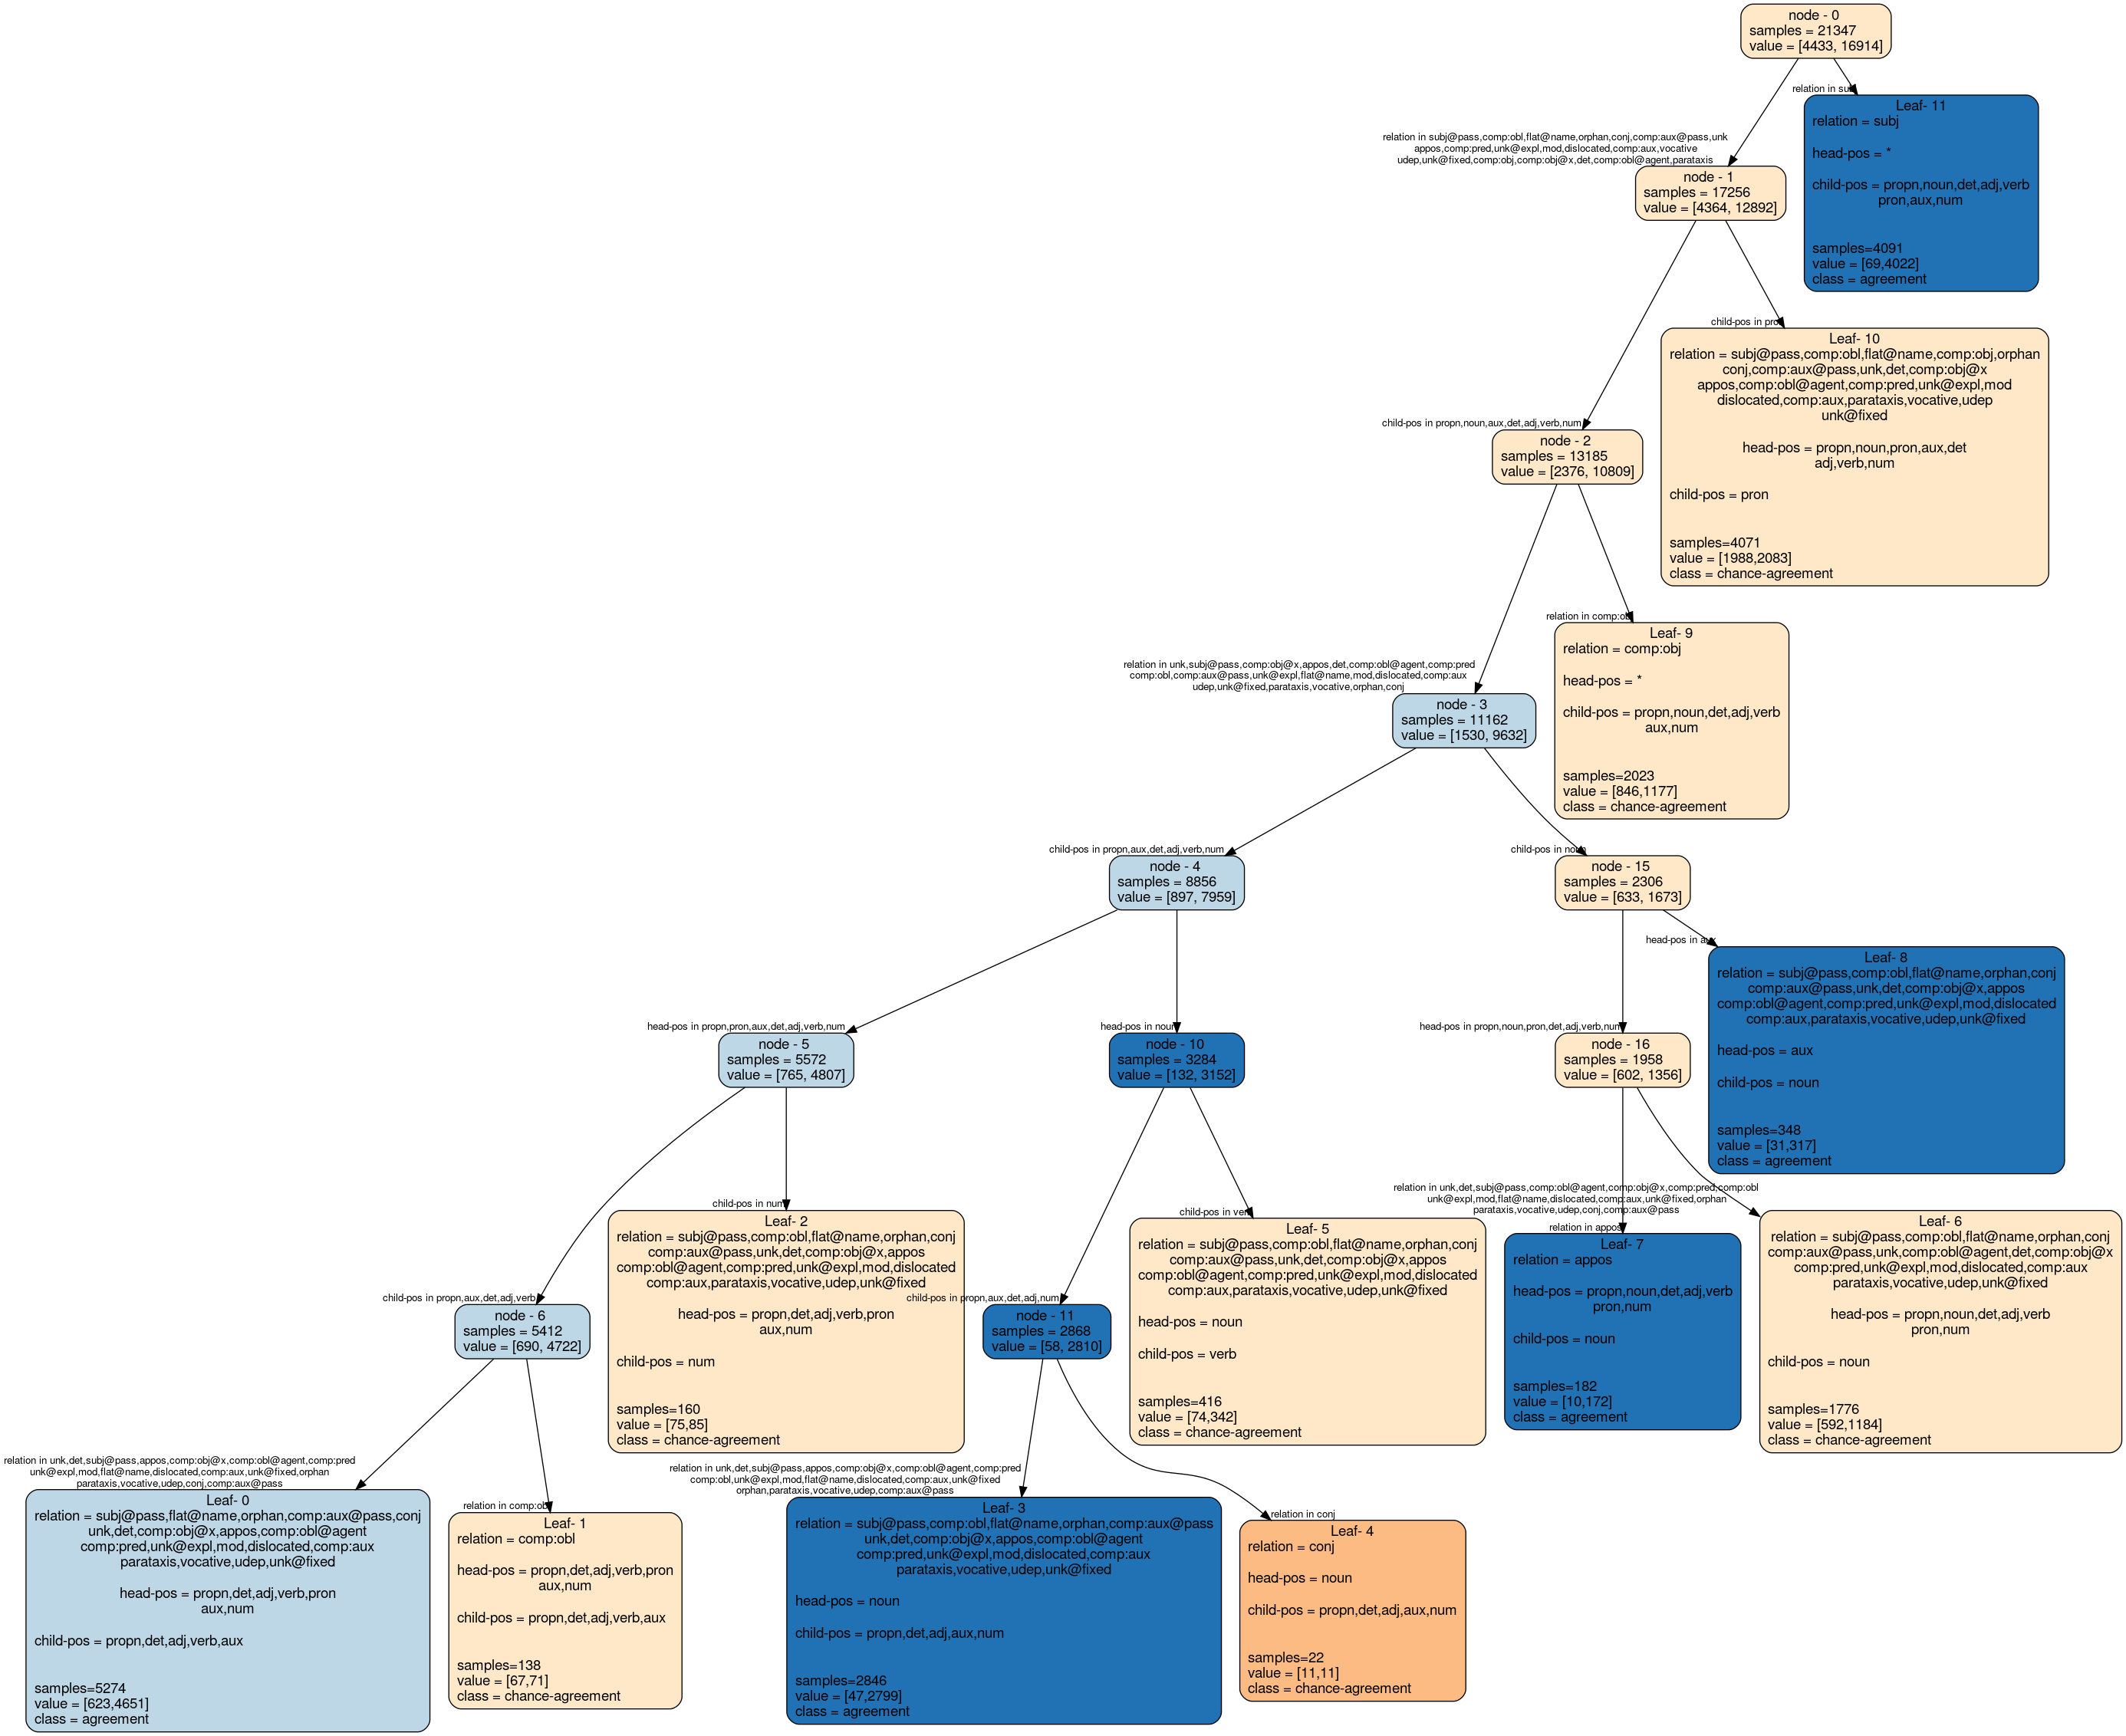 node - 0
samples = 21347
value = [4433, 16914]
relation in su
Leaf- 11
relation = subj
head-pos = *
child-pos = propn,noun,det,adj,verb
pron,aux,num
samples=4091
value = [69,4022]
class = agreement
relation in subj@pass,comp:obl,flat@name,orphan,conj,comp:aux@pass,unk
appos,comp:pred,unk@expl,mod,dislocated,comp:aux,vocative
udep,unk@fixed,comp:obj,comp:obj@x,det,comp:obl@agent,parataxis
node - 1
samples = 17256
value = [4364, 12892]
child-pos in pron
Leaf- 10
relation = subj@pass,comp:obl,flat@name,comp:obj,orphan
conj,comp:aux@pass,unk,det,comp:obj@x
appos,comp:obl@agent,comp:pred,unk@expl,mod
dislocated,comp:aux,parataxis,vocative,udep
unk@fixed
head-pos = propn,noun,pron,aux,det
adj,verb,num
child-pos = pron
samples=4071
value = [1988,2083]
class = chance-agreement
child-pos in propn,noun,aux,det,adj,verb,num
node - 2
samples = 13185
value = [2376, 10809]
relation in comp:obj
Leaf- 9
relation = comp:obj
head-pos = *
child-pos = propn,noun,det,adj,verb
aux,num
samples=2023
value = [846,1177]
class = chance-agreement
relation in unk,subj@pass,comp:obj@x,appos,det,comp:obl@agent,comp:pred
comp:obl,comp:aux@pass,unk@expl,flat@name,mod,dislocated,comp:aux
udep,unk@fixed,parataxis,vocative,orphan,conj
node - 3
samples = 11162
value = [1530, 9632]
child-pos in propn,aux,det,adj,verb,num
node - 4
samples = 8856
value = [897, 7959]
child-pos in noun
node - 15
samples = 2306
value = [633, 1673]
head-pos in aux
Leaf- 8
relation = subj@pass,comp:obl,flat@name,orphan,conj
comp:aux@pass,unk,det,comp:obj@x,appos
comp:obl@agent,comp:pred,unk@expl,mod,dislocated
comp:aux,parataxis,vocative,udep,unk@fixed
head-pos = aux
child-pos = noun
samples=348
value = [31,317]
class = agreement
head-pos in propn,pron,aux,det,adj,verb,num
node - 5
samples = 5572
value = [765, 4807]
head-pos in noun
node - 10
samples = 3284
value = [132, 3152]
head-pos in propn,noun,pron,det,adj,verb,num
node - 16
samples = 1958
value = [602, 1356]
child-pos in num
Leaf- 2
relation = subj@pass,comp:obl,flat@name,orphan,conj
comp:aux@pass,unk,det,comp:obj@x,appos
comp:obl@agent,comp:pred,unk@expl,mod,dislocated
comp:aux,parataxis,vocative,udep,unk@fixed
head-pos = propn,det,adj,verb,pron
aux,num
child-pos = num
samples=160
value = [75,85]
class = chance-agreement
child-pos in verb
Leaf- 5
relation = subj@pass,comp:obl,flat@name,orphan,conj
comp:aux@pass,unk,det,comp:obj@x,appos
comp:obl@agent,comp:pred,unk@expl,mod,dislocated
comp:aux,parataxis,vocative,udep,unk@fixed
head-pos = noun
child-pos = verb
samples=416
value = [74,342]
class = chance-agreement
relation in unk,det,subj@pass,comp:obl@agent,comp:obj@x,comp:pred,comp:obl
unk@expl,mod,flat@name,dislocated,comp:aux,unk@fixed,orphan
parataxis,vocative,udep,conj,comp:aux@pass
relation in appos
Leaf- 7
relation = appos
head-pos = propn,noun,det,adj,verb
pron,num
child-pos = noun
samples=182
value = [10,172]
class = agreement
Leaf- 6
relation = subj@pass,comp:obl,flat@name,orphan,conj
comp:aux@pass,unk,comp:obl@agent,det,comp:obj@x
comp:pred,unk@expl,mod,dislocated,comp:aux
parataxis,vocative,udep,unk@fixed
head-pos = propn,noun,det,adj,verb
pron,num
child-pos = noun
samples=1776
value = [592,1184]
class = chance-agreement
child-pos in propn,aux,det,adj,verb
node - 6
samples = 5412
value = [690, 4722]
child-pos in propn,aux,det,adj,num
node - 11
samples = 2868
value = [58, 2810]
relation in unk,det,subj@pass,appos,comp:obj@x,comp:obl@agent,comp:pred
unk@expl,mod,flat@name,dislocated,comp:aux,unk@fixed,orphan
parataxis,vocative,udep,conj,comp:aux@pass
Leaf- 0
relation = subj@pass,flat@name,orphan,comp:aux@pass,conj
unk,det,comp:obj@x,appos,comp:obl@agent
comp:pred,unk@expl,mod,dislocated,comp:aux
parataxis,vocative,udep,unk@fixed
head-pos = propn,det,adj,verb,pron
aux,num
child-pos = propn,det,adj,verb,aux
samples=5274
value = [623,4651]
class = agreement
relation in comp:obl
Leaf- 1
relation = comp:obl
head-pos = propn,det,adj,verb,pron
aux,num
child-pos = propn,det,adj,verb,aux
samples=138
value = [67,71]
class = chance-agreement
relation in unk,det,subj@pass,appos,comp:obj@x,comp:obl@agent,comp:pred
comp:obl,unk@expl,mod,flat@name,dislocated,comp:aux,unk@fixed
orphan,parataxis,vocative,udep,comp:aux@pass
Leaf- 3
relation = subj@pass,comp:obl,flat@name,orphan,comp:aux@pass
unk,det,comp:obj@x,appos,comp:obl@agent
comp:pred,unk@expl,mod,dislocated,comp:aux
parataxis,vocative,udep,unk@fixed
head-pos = noun
child-pos = propn,det,adj,aux,num
samples=2846
value = [47,2799]
class = agreement
relation in conj
Leaf- 4
relation = conj
head-pos = noun
child-pos = propn,det,adj,aux,num
samples=22
value = [11,11]
class = chance-agreement